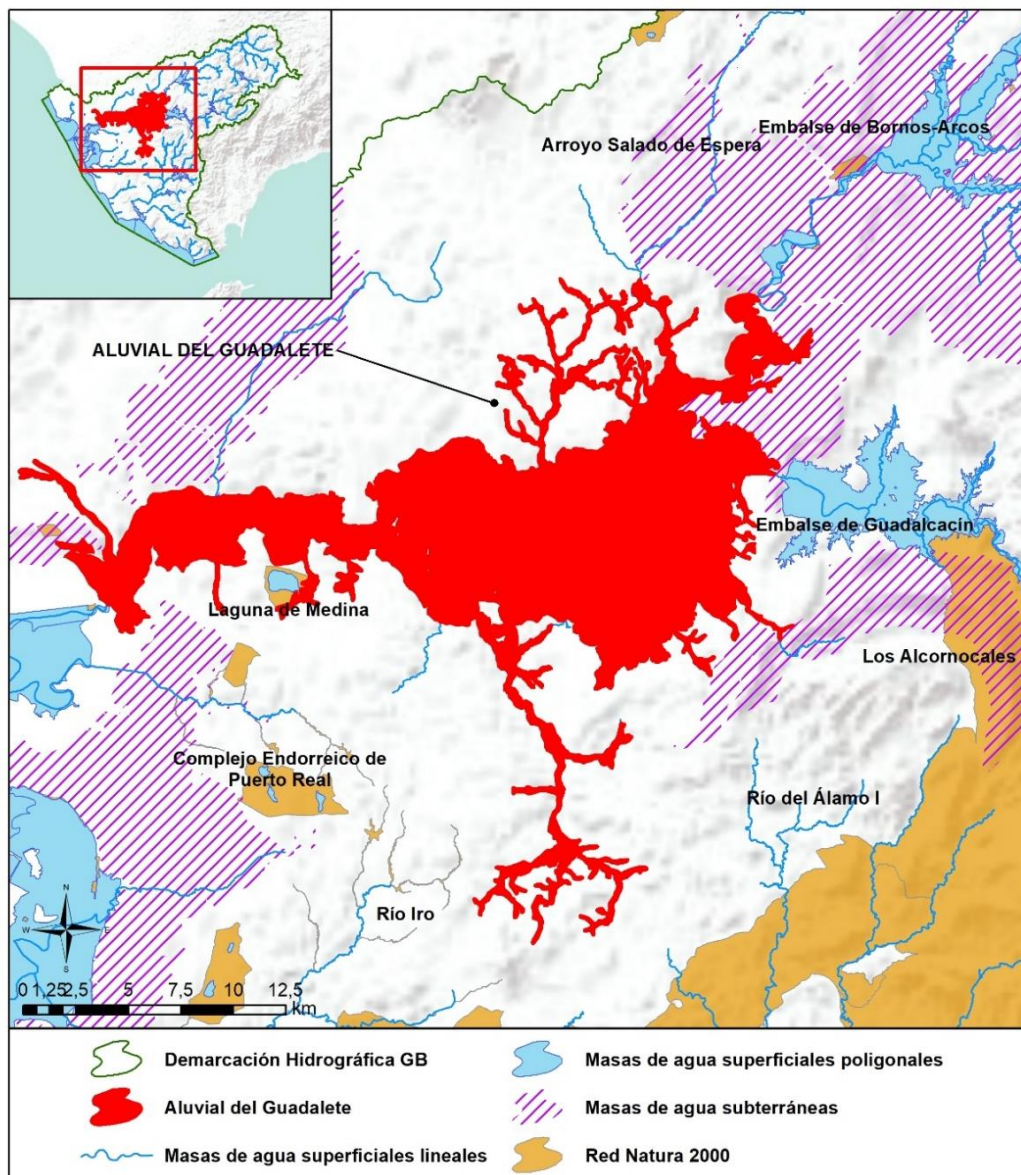 Arroyo Salado de Espera
Embalse de Bornos-Arcos
ALUVIAL DEL GUADALETE
Embalse de Guadalcacín
Laguna de Medina
Los Alcornocales
Complejo Endorreico de
Puerto Real
Río del Álamo I
Río Iro
N
W E
S
0 1,25 2,5 5 7,5 10 12,5
Km
Demarcación Hidrográfica GB
Masas de agua superficiales poligonales
Aluvial del Guadalete
Masas de agua subterráneas
Masas de agua superficiales lineales
Red Natura 2000